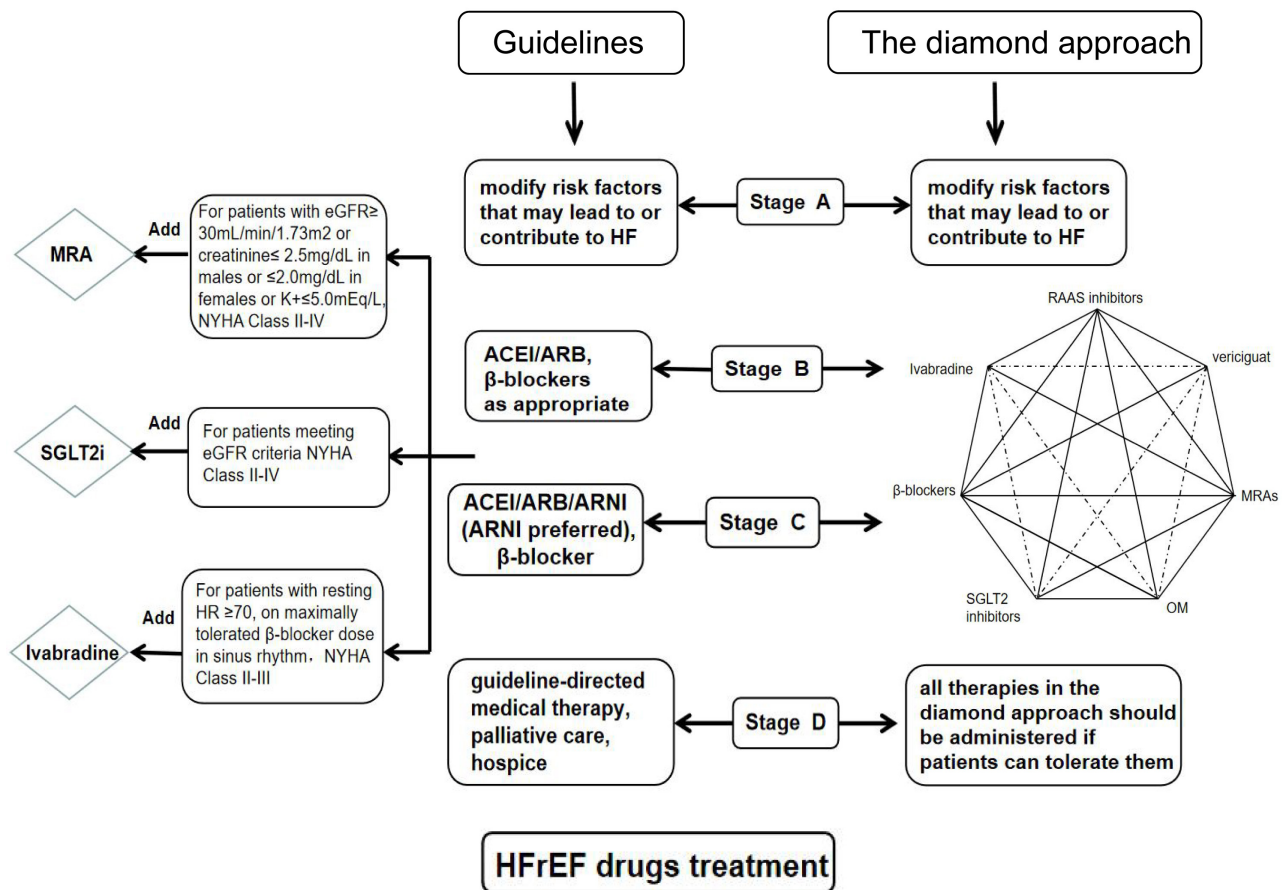 Guidelines
The diamond approach
modify risk factors
that may lead to or
contribute to HF
Stage A
modify risk factors
that may lead to or
contribute to HF
MRA
Add
For patients with eGFR≥
30mL/min/1.73m2 or
creatinine≤ 2.5mg/dL in
males or ≤2.0mg/dL in
females or K+≤5.0mEq/L,
NYHA Class II-IV
ACEI/ARB,
β-blockers
as appropriate
Stage B
RAAS inhibitors
Ivabradine
vericiguat
β-blockers
MRAs
SGLT2
inhibitors
OM
SGLT2i
Add
For patients meeting
eGFR criteria NYHA
Class II-IV
ACEI/ARB/ARNI
(ARNI preferred),
β-blocker
Stage C
Ivabradine
Add
For patients with resting
HR ≥70, on maximally
tolerated β-blocker dose
in sinus rhythm，NYHA
Class II-III
guideline-directed
medical therapy,
palliative care,
hospice
Stage D
all therapies in the
diamond approach should
be administered if
patients can tolerate them
HFrEF drugs treatment